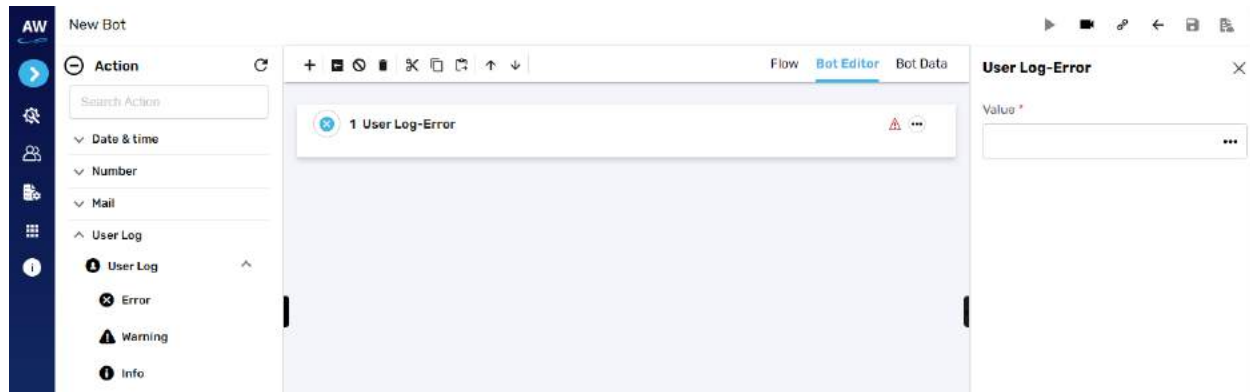 AW New Bot
Action
Search Action
Date & time
Number
Mail
User Log
User Log
Error
Warning
Info
Flow Bot Editor Bot Data
1 User Log-Error
User Log-Error
Value *